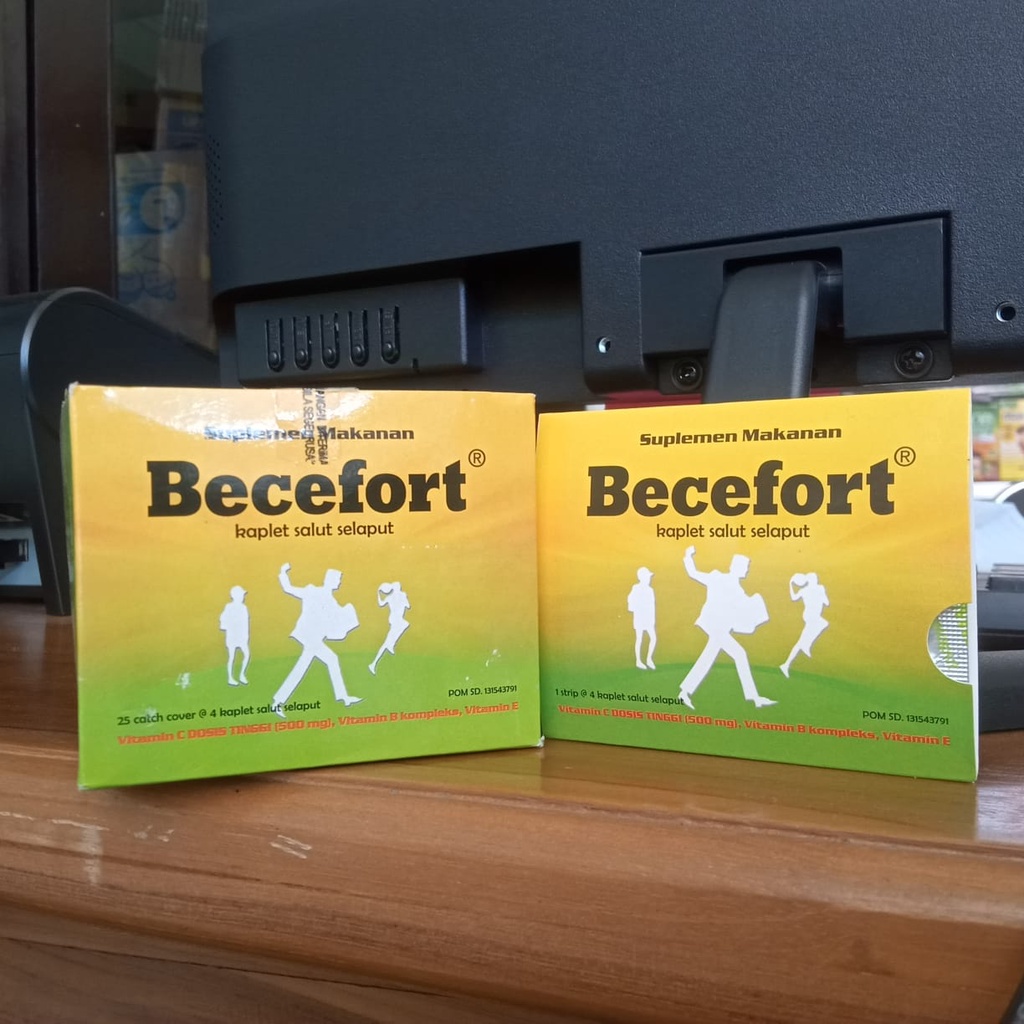 Suplemen Makanan
Becefort®
kaplet salut selaput
POM SD. 131543791
25 catch cover @ 4 kaplet salut selaput
Vitamin C DOSIS TINGGI (500 mg), Vitamin B kompleks, Vitamin E
Suplemen Makanan
Becefort®
kaplet salut selaput
1 strip @ 4 kaplet salut selaput
POM SD. 131543791
Vitamin C DOSIS TINGGI (500 mg), Vitamin B kompleks, Vitamin E